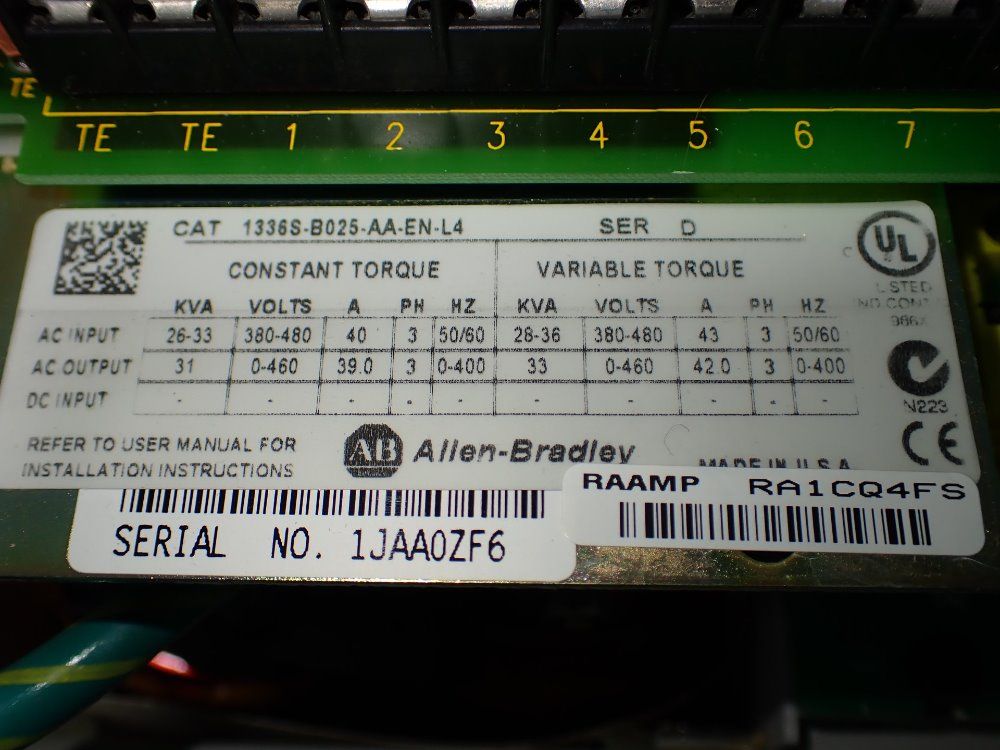 TE
TE TE 1 2 3 4 5 6 7
CAT 1336S-B025-AA-EN-L4 SER D
CONSTANT TORQUE VARIABLE TORQUE
KVA VOLTS A PH HZ KVA VOLTS A PH HZ
AC INPUT 26-33 380-480 40 3 50/60 28-36 380-480 43 3 50/60
AC OUTPUT 31 0-460 39.0 3 0-400 33 0-460 42.0 3 0-400
DC INPUT - - - - - - - - - -
C UL
LISTED
IND.CONT.
966X
N223
CE
REFER TO USER MANUAL FOR
INSTALLATION INSTRUCTIONS
AB Allen-Bradley
MADE IN U.S.A
RAAMP RA1CQ4FS
SERIAL NO. 1JAA0ZF6